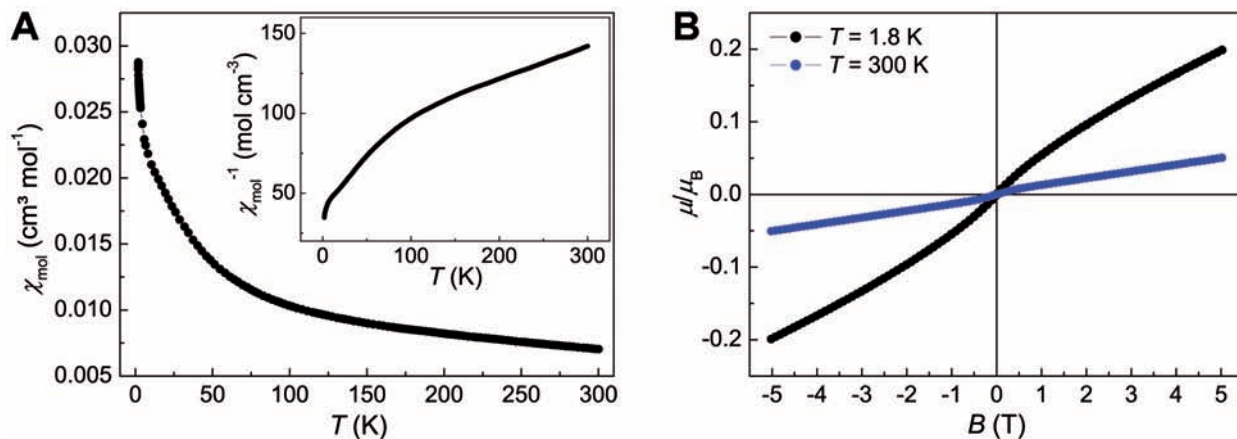 A
χmol (cm³ mol⁻¹)
0.030
0.025
0.020
0.015
0.010
0.005
0 50 100 150 200 250 300
T (K)
χmol⁻¹ (mol cm⁻³)
150
100
50
0 100 200 300
T (K)
B
T = 1.8 K
T = 300 K
μ/μB
0.2
0.1
0.0
-0.1
-0.2
-5 -4 -3 -2 -1 0 1 2 3 4 5
B (T)